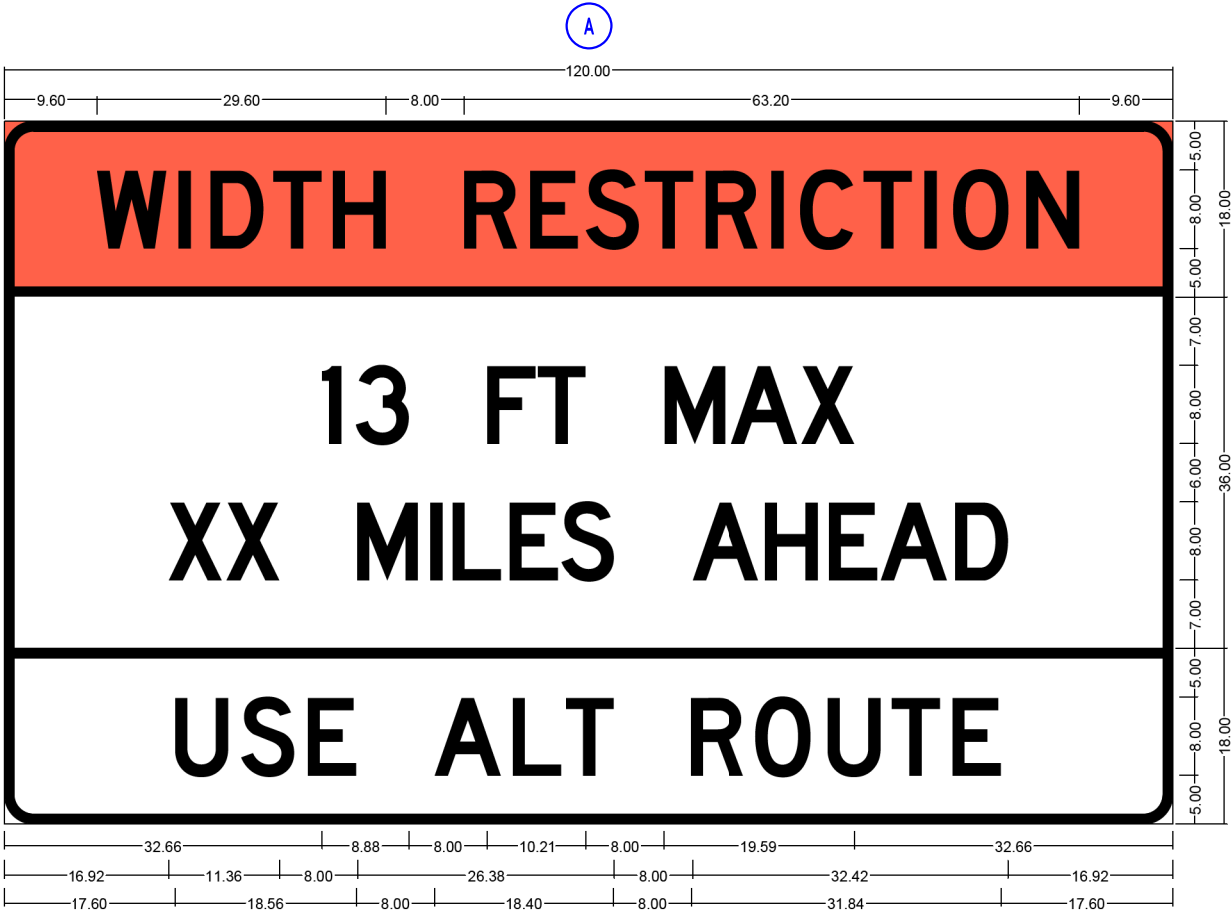 A
120.00
9.60 29.60 8.00 63.20 9.60
WIDTH RESTRICTION
13 FT MAX
XX MILES AHEAD
USE ALT ROUTE
5.00 8.00 5.00 7.00 8.00 6.00 8.00 7.00 5.00 8.00 5.00
18.00 36.00 18.00
32.66 8.88 8.00 10.21 8.00 19.59 32.66
16.92 11.36 8.00 26.38 8.00 32.42 16.92
17.60 18.56 8.00 18.40 8.00 31.84 17.60